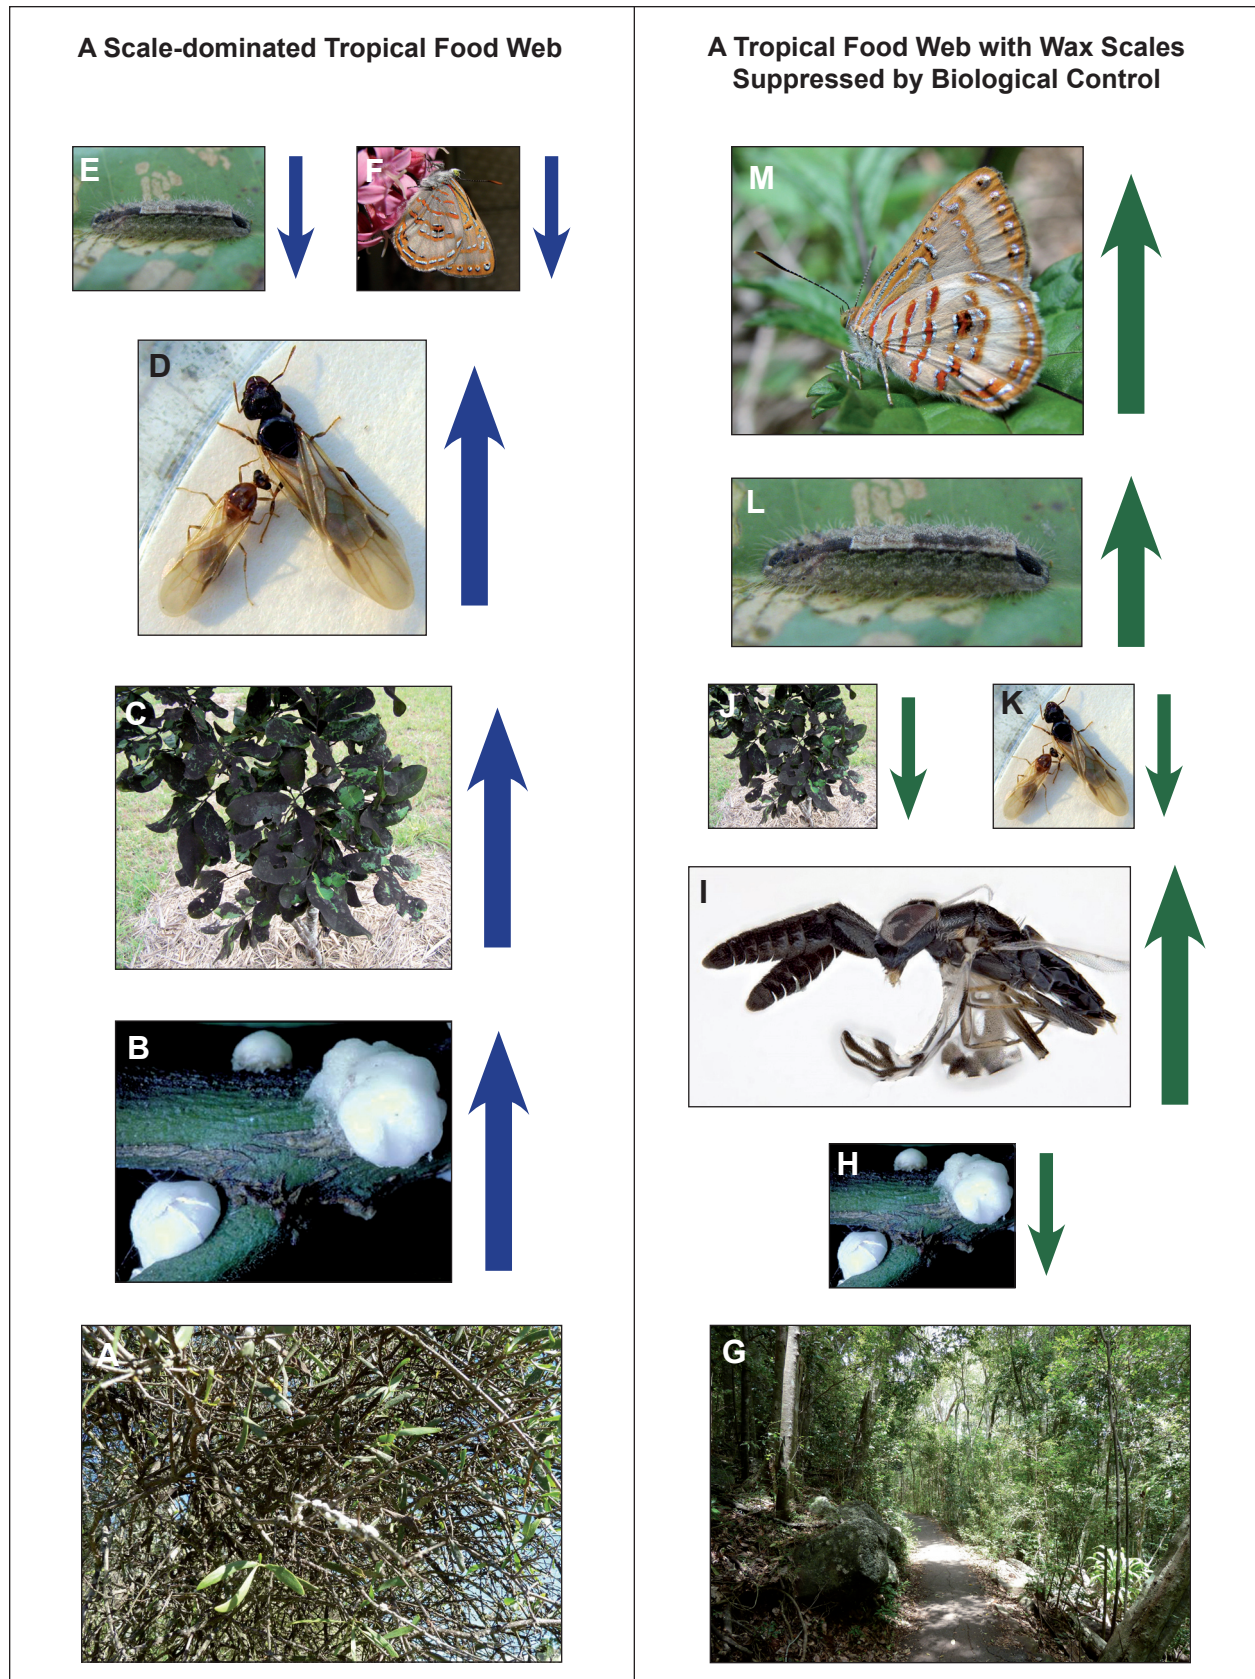 A Scale-dominated Tropical Food Web
E
F
D
C
B
A
A Tropical Food Web with Wax Scales
Suppressed by Biological Control
M
L
J
K
I
H
G